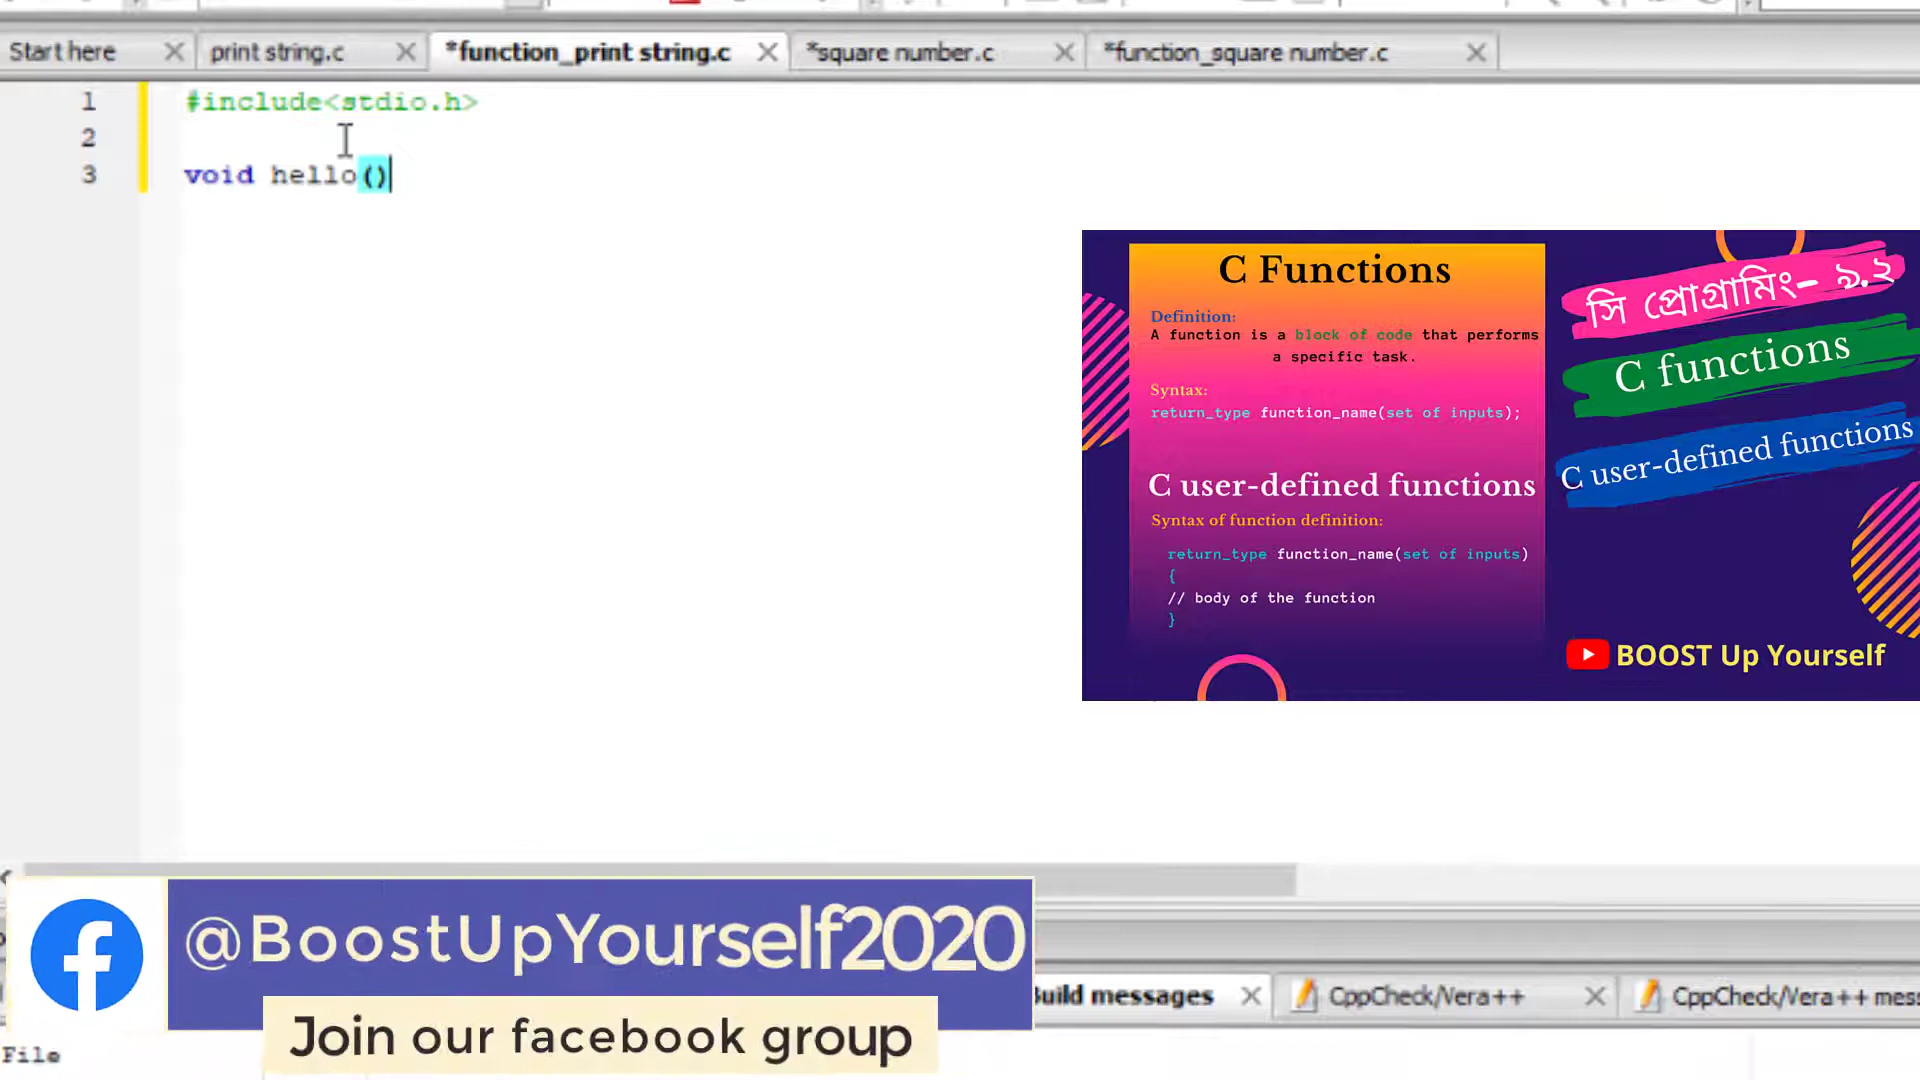 Start here
print string.c
*function_print string.c
*square number.c
*function_square number.c
1 #include<stdio.h>
2
3 void hello()
C Functions
Definition:
A function is a block of code that performs
a specific task.
Syntax:
return_type function_name(set of inputs);
C user-defined functions
Syntax of function definition:
return_type function_name(set of inputs)
{
// body of the function
}
সি প্রোগ্রামিং- ৯.২
C functions
C user-defined functions
BOOST Up Yourself
@BoostUpYourself2020
Join our facebook group
Build messages
CppCheck/Vera++
CppCheck/Vera++ mess
File